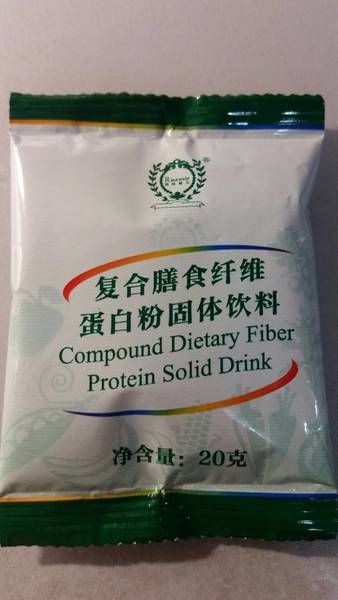 ®
复合膳食纤维
蛋白粉固体饮料
Compound Dietary Fiber
Protein Solid Drink
净含量：20克